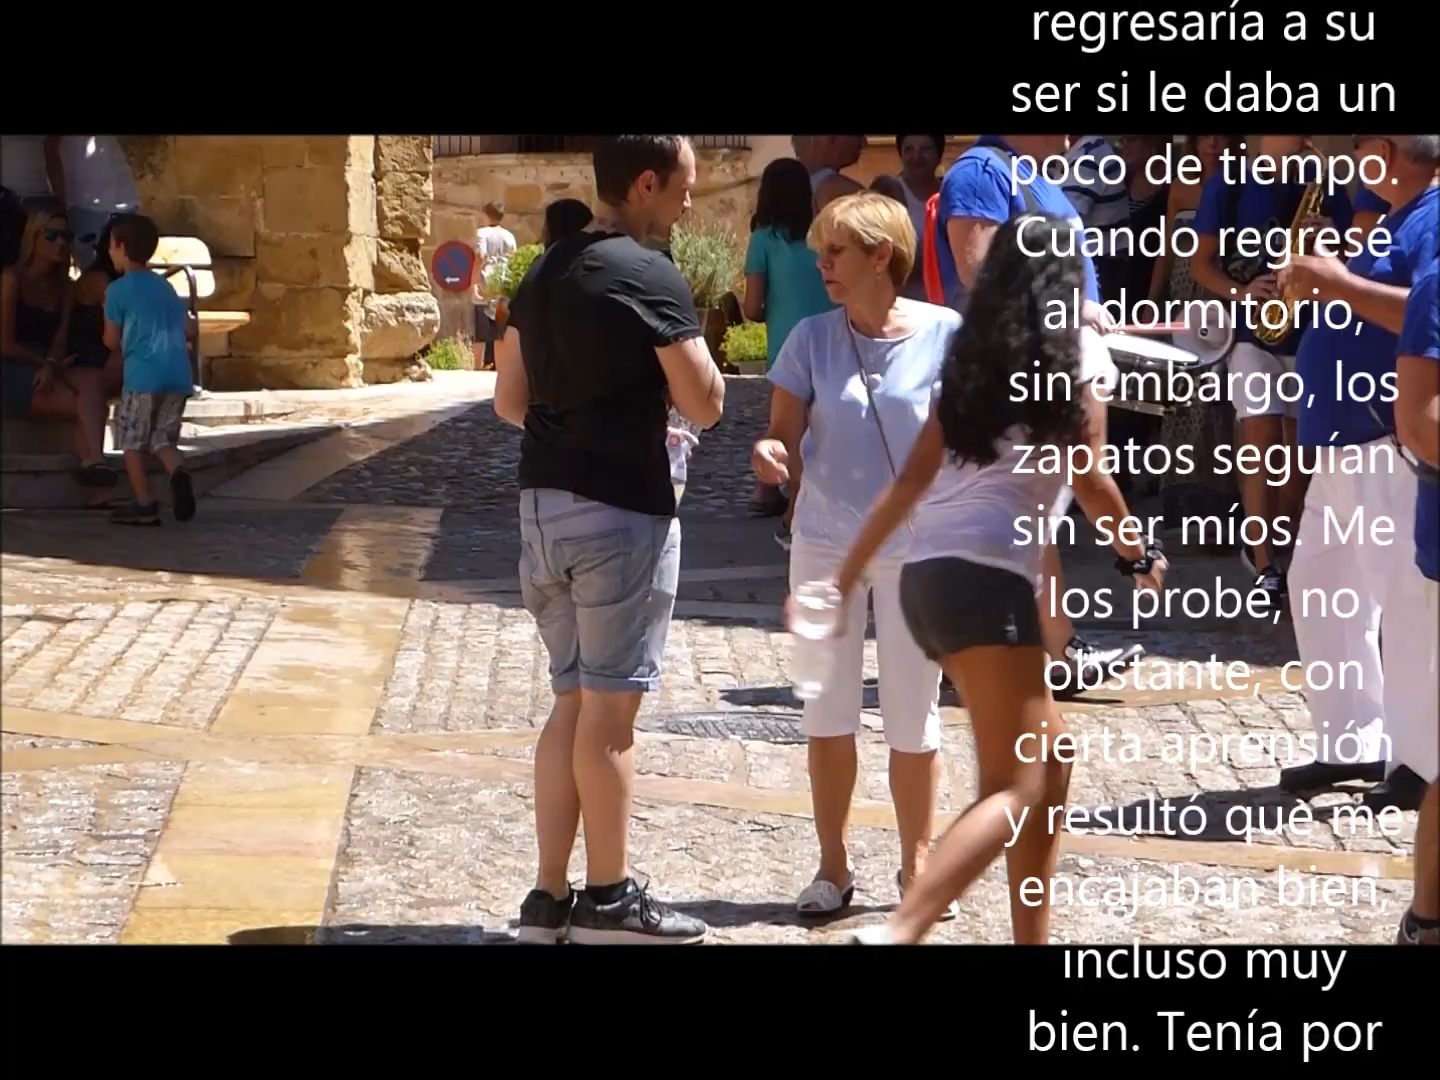 regresaría a su
ser si le daba un
poco de tiempo.
Cuando regresé
al dormitorio,
sin embargo, los
zapatos seguían
sin ser míos. Me
los probé, no
obstante, con
cierta aprensión
y resultó que me
encajaban bien,
incluso muy
bien. Tenía por